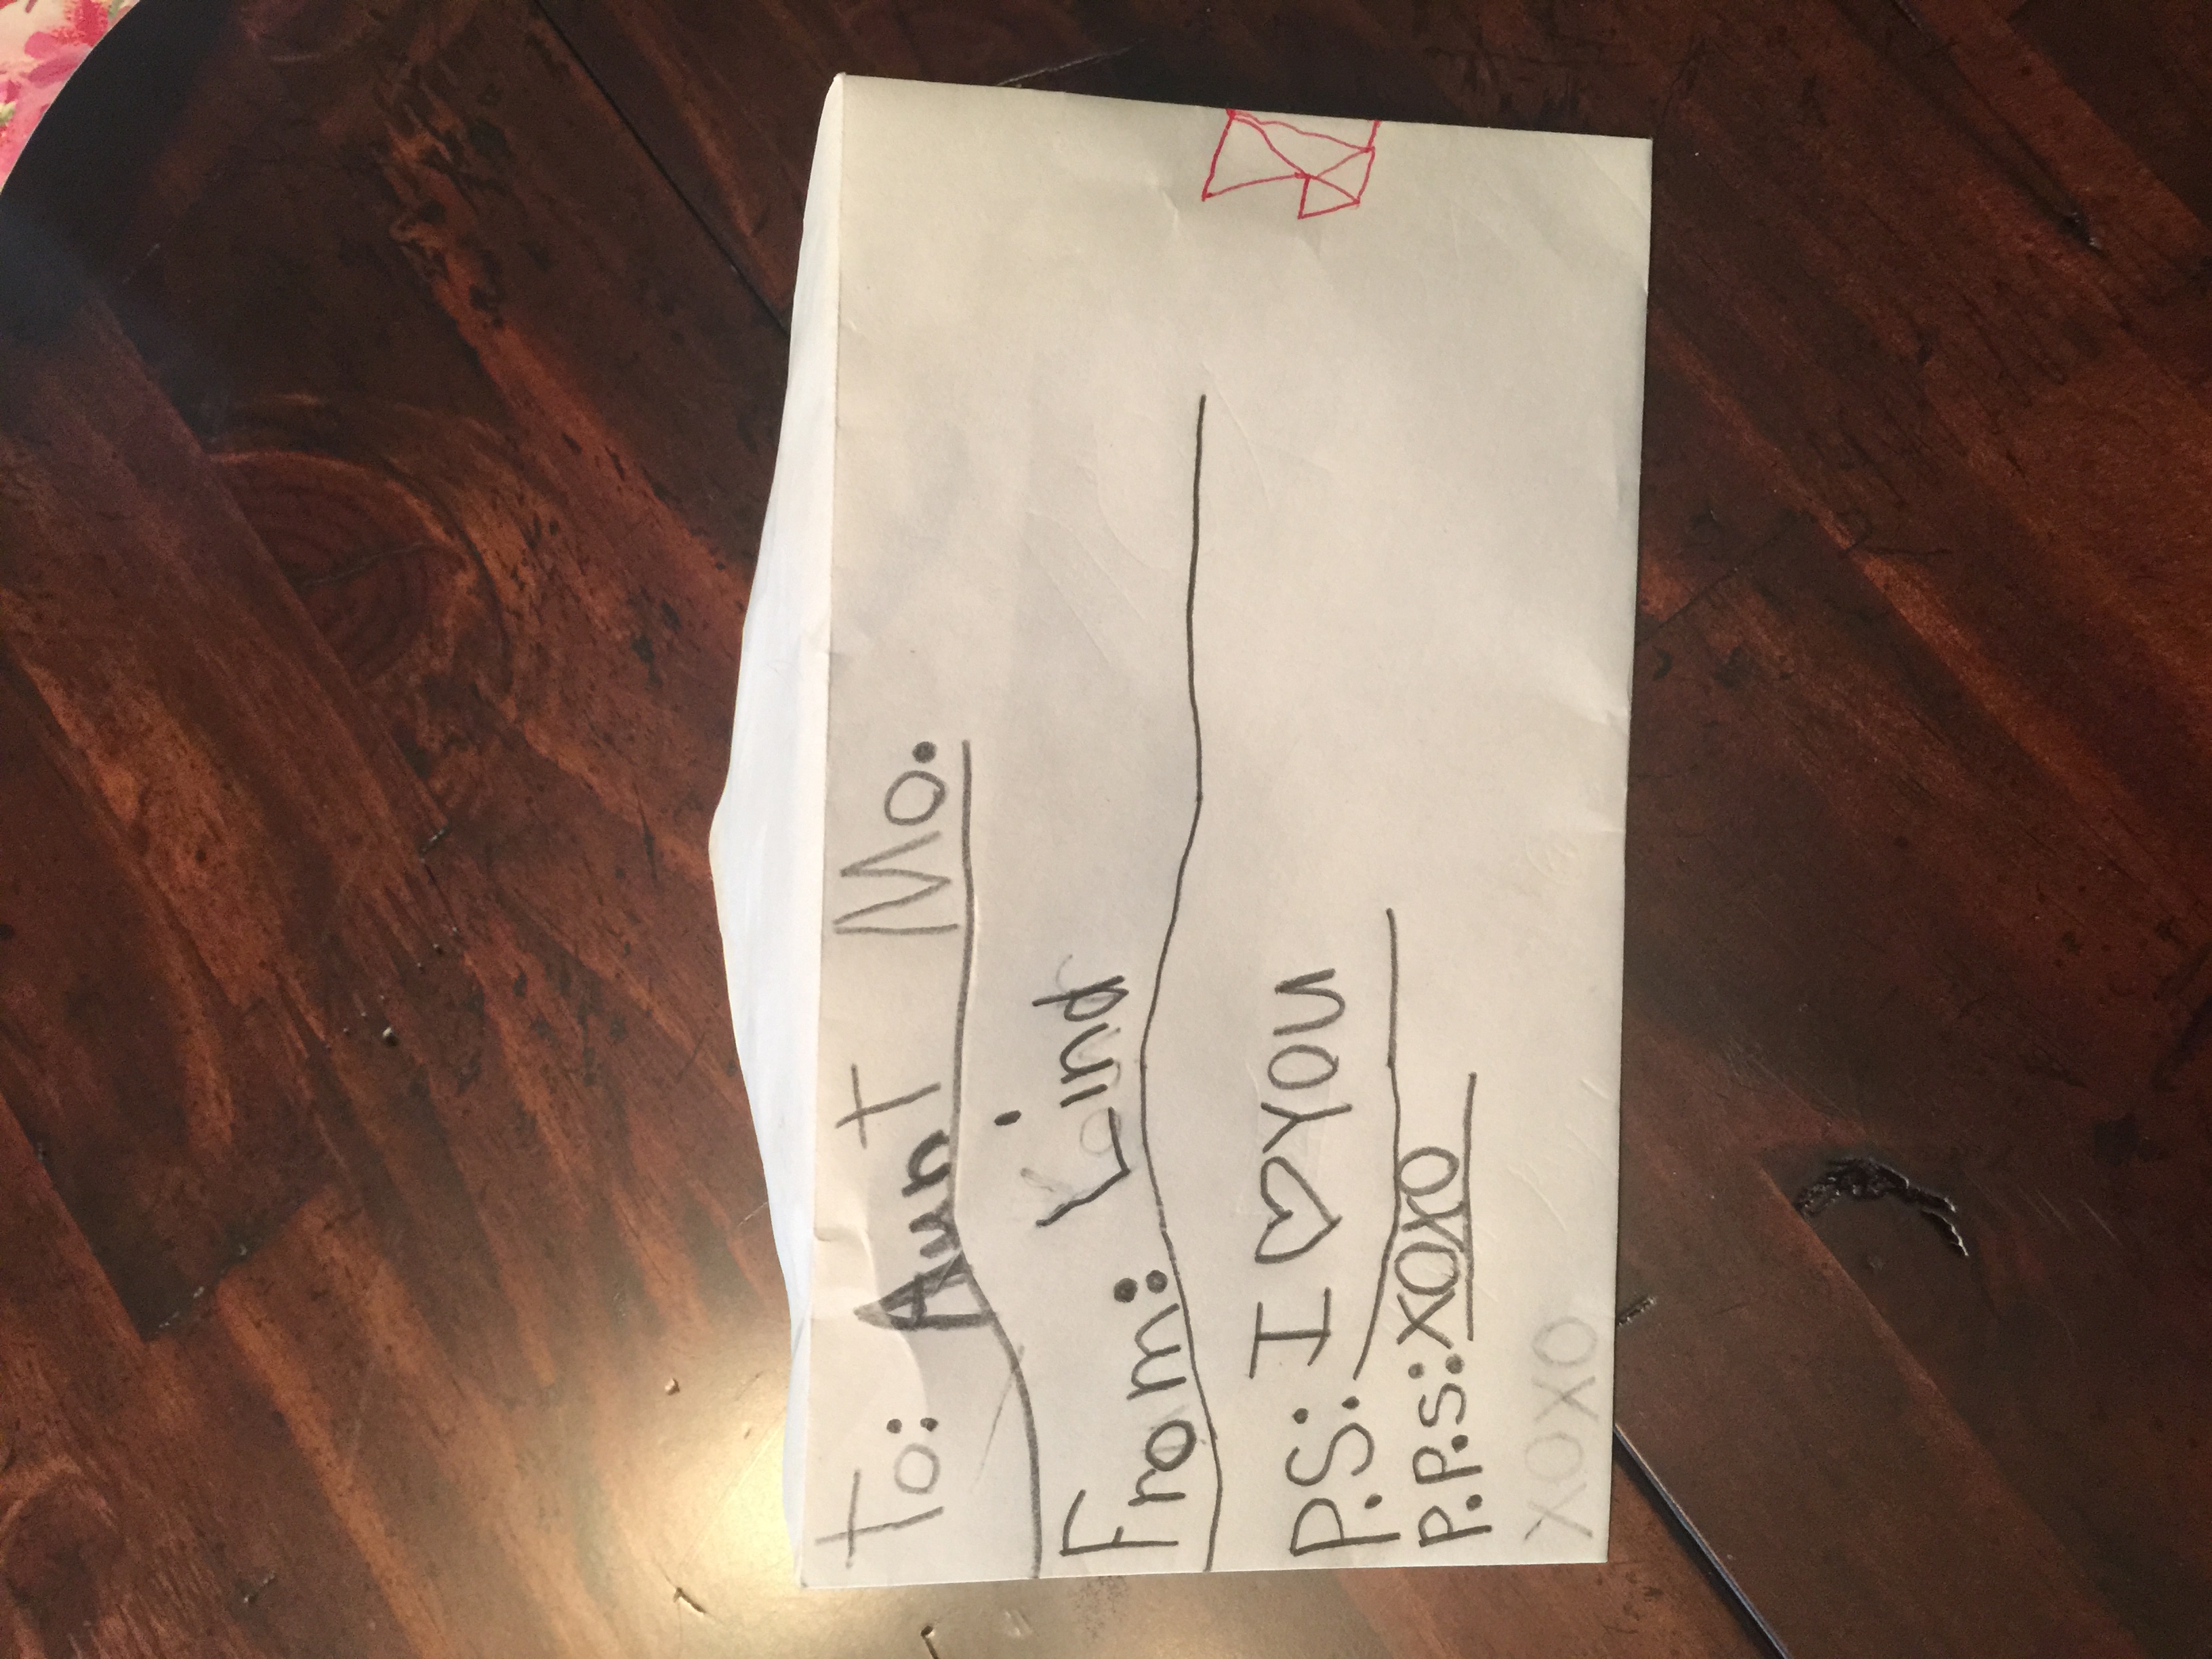 To: Aunt Mo.
From: Lind
P.S: I ♡ YOU
P.P.S: XOXO
XOXO